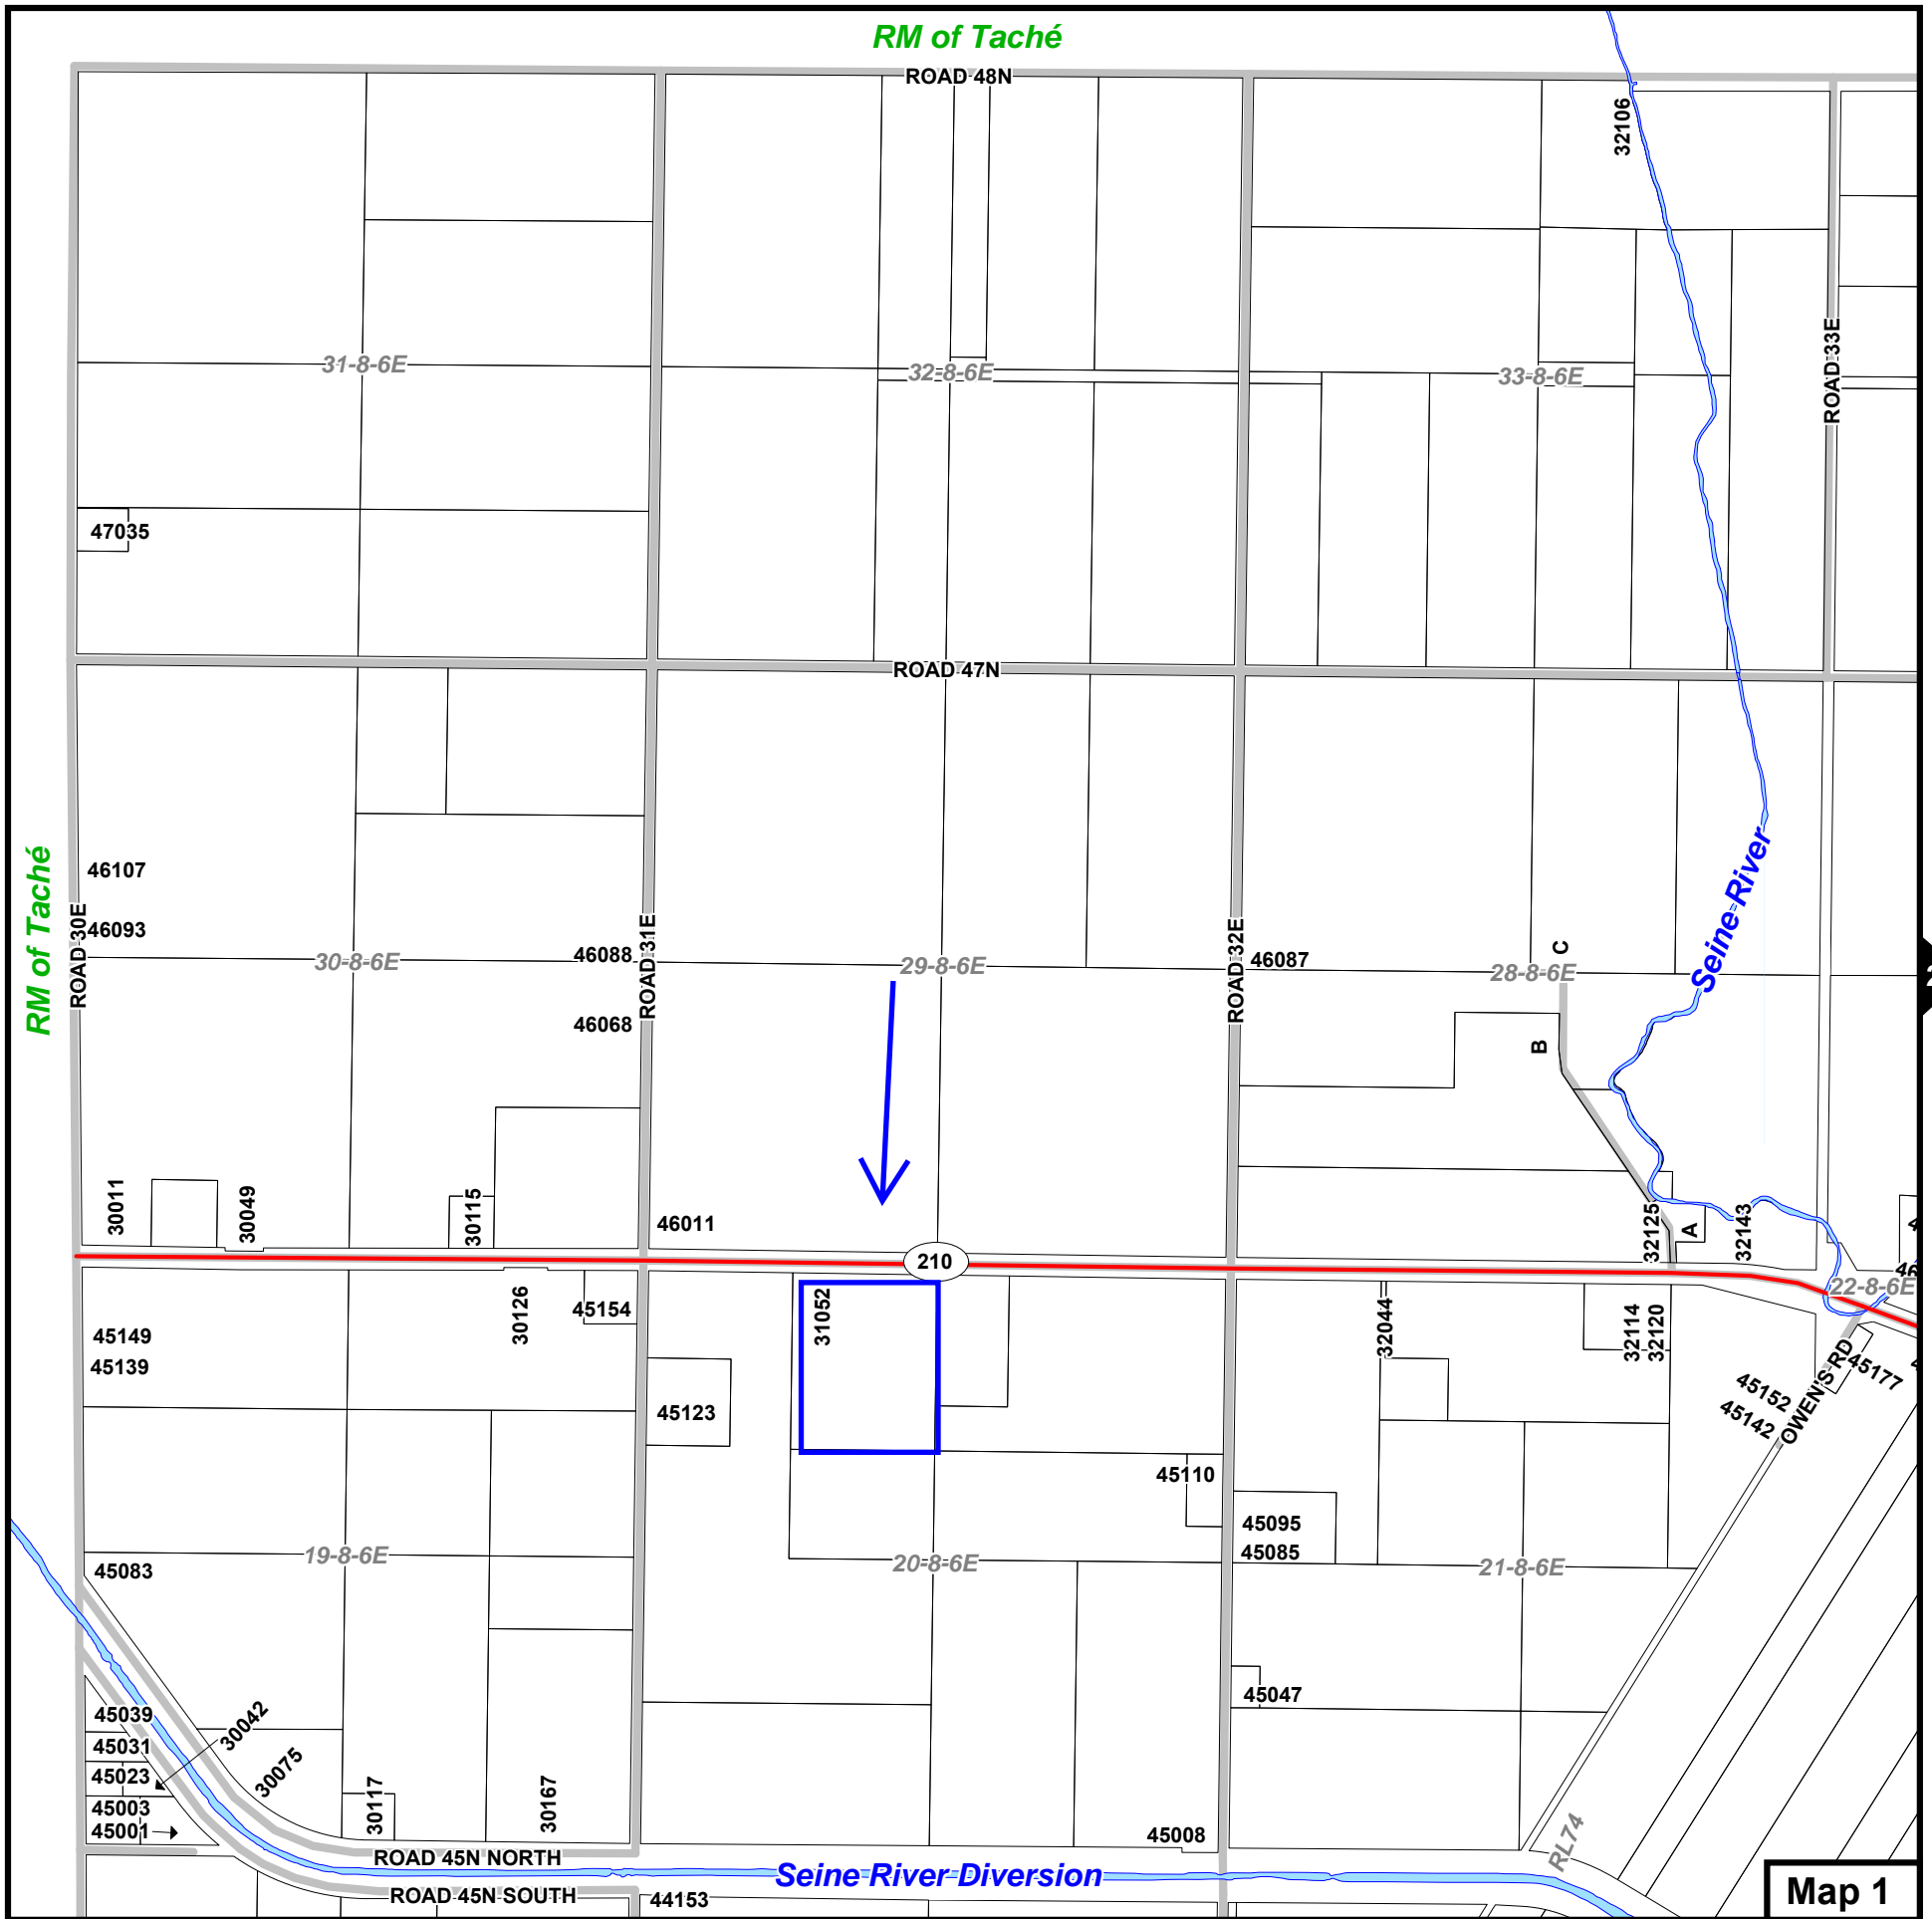 RM of Taché
ROAD 48N
32106
31-8-6E
32-8-6E
33-8-6E
ROAD 33E
47035
ROAD 47N
RM of Taché
46107
46093
ROAD 30E
30-8-6E
46088
46068
ROAD 31E
29-8-6E
ROAD 32E
46087
28-8-6E
C
B
Seine River
30011
30049
30115
46011
32125
A
32143
210
22-8-6E
45149
45139
30126
45154
31052
45123
32044
32114
32120
45152
45142
OWEN'S RD
45177
45110
45095
45085
45083
19-8-6E
20-8-6E
21-8-6E
45047
45039
45031
45023
45003
45001
30042
30075
30117
30167
45008
RL74
ROAD 45N NORTH
Seine River Diversion
ROAD 45N SOUTH
44153
Map 1